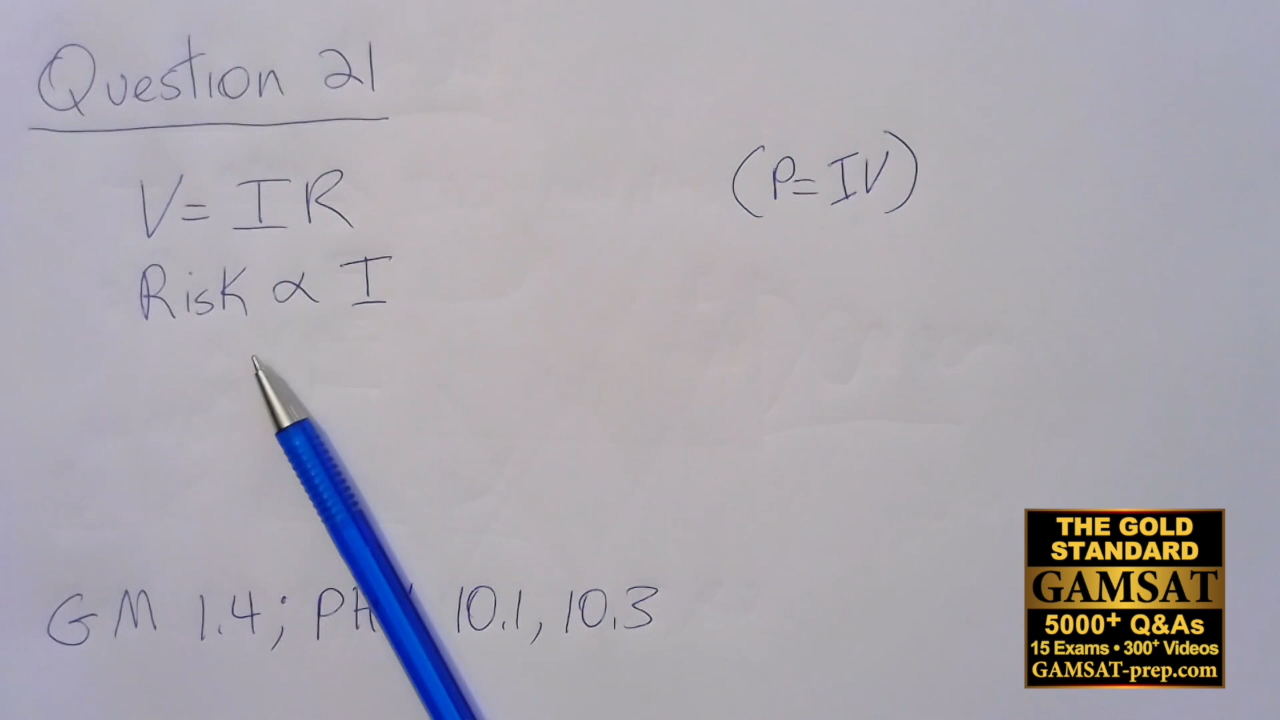 Question 21
V = IR
(P = IV)
Risk ∝ I
GM 1.4; PH 10.1, 10.3
THE GOLD
STANDARD
GAMSAT
5000+ Q&As
15 Exams • 300+ Videos
GAMSAT-prep.com